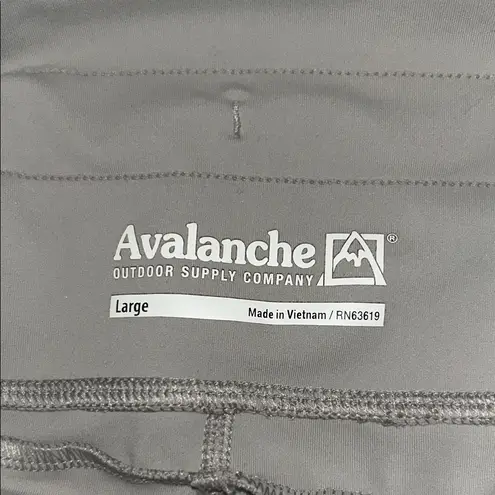 Avalanche®
OUTDOOR SUPPLY COMPANY
Large Made in Vietnam / RN63619